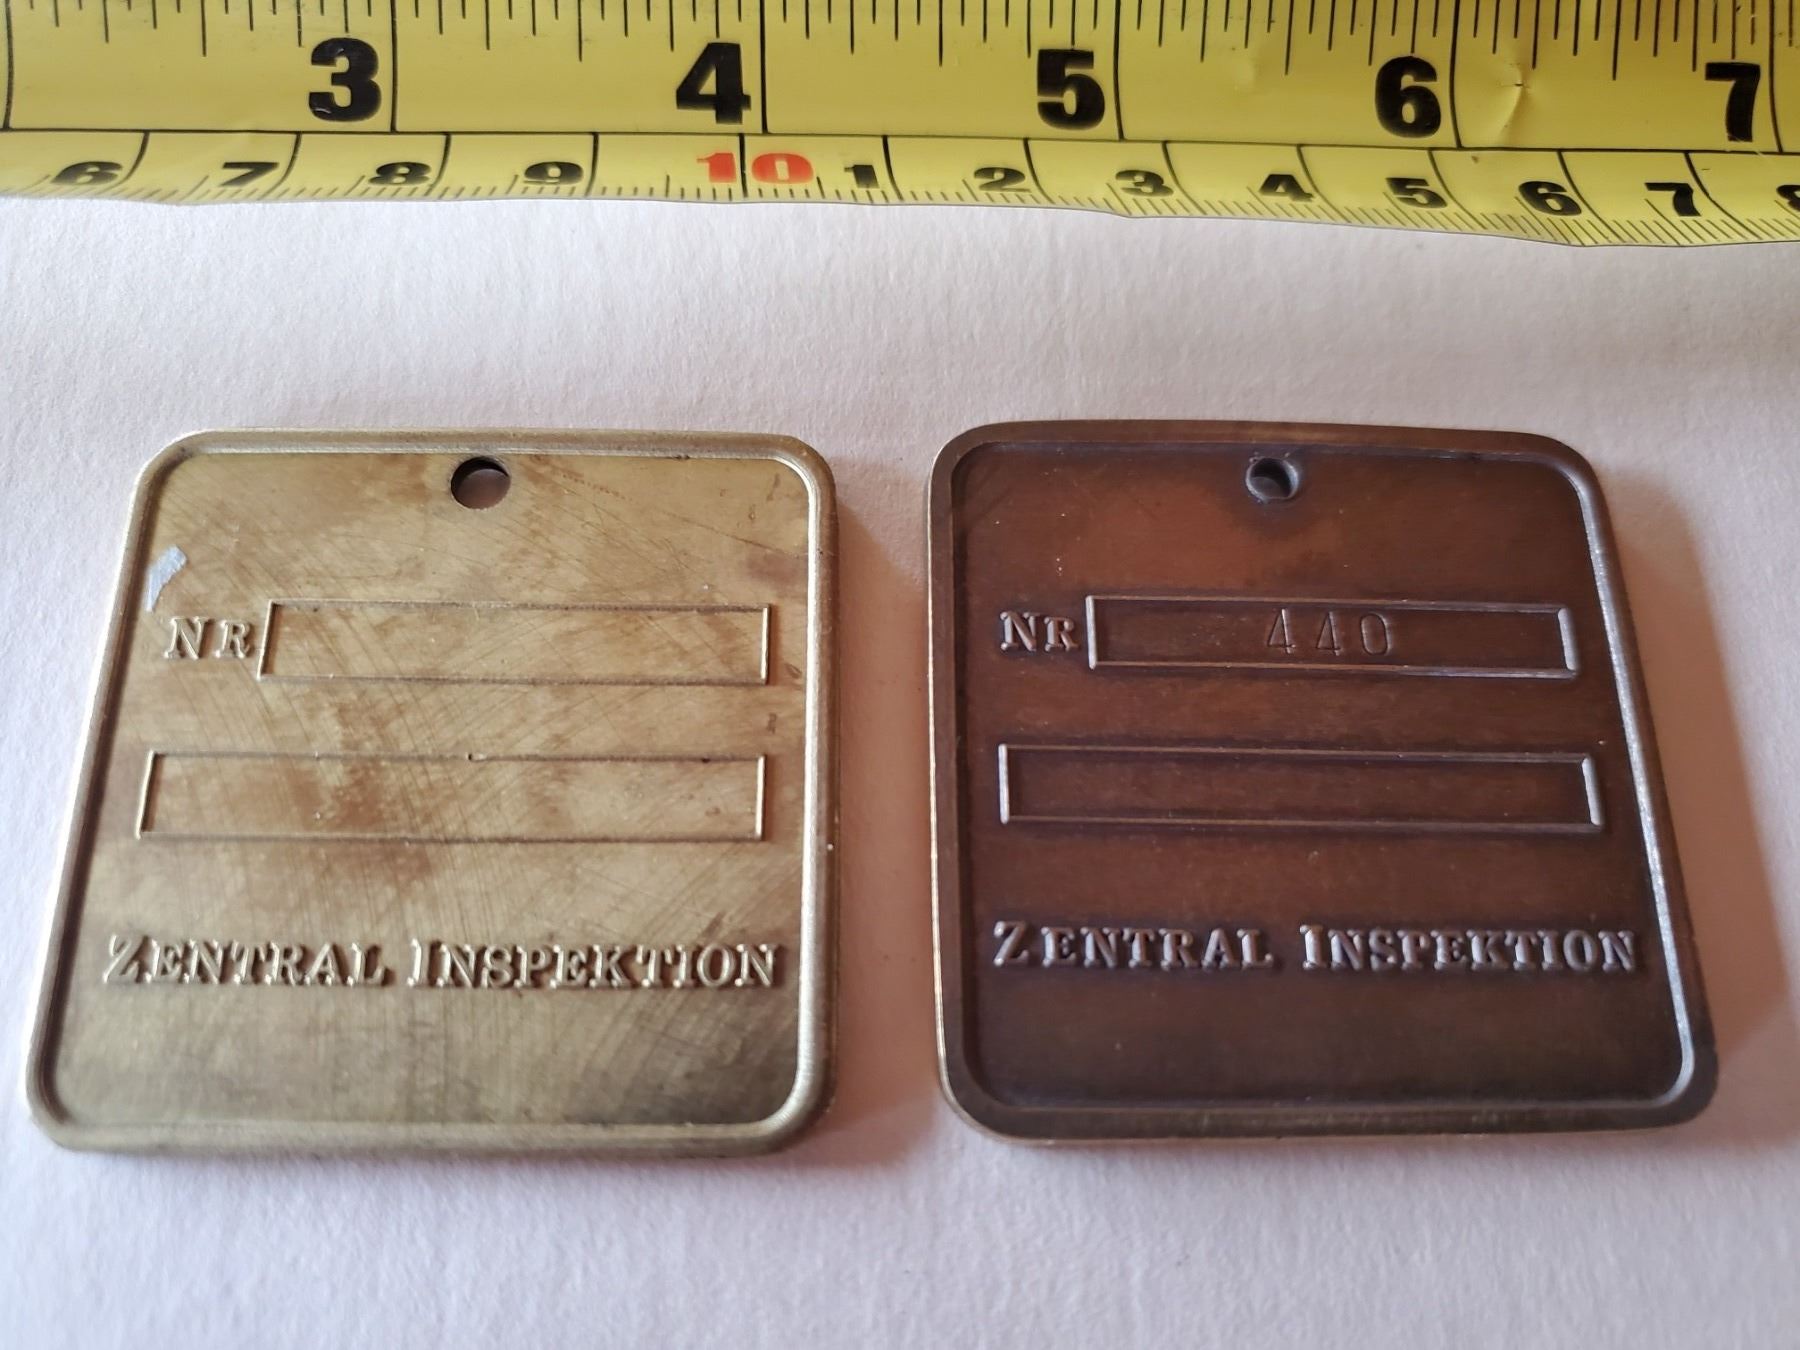 3 4 5 6 7
6 7 8 9 10 1 2 3 4 5 6 7 8
NR
ZENTRAL INSPEKTION
NR 440
ZENTRAL INSPEKTION